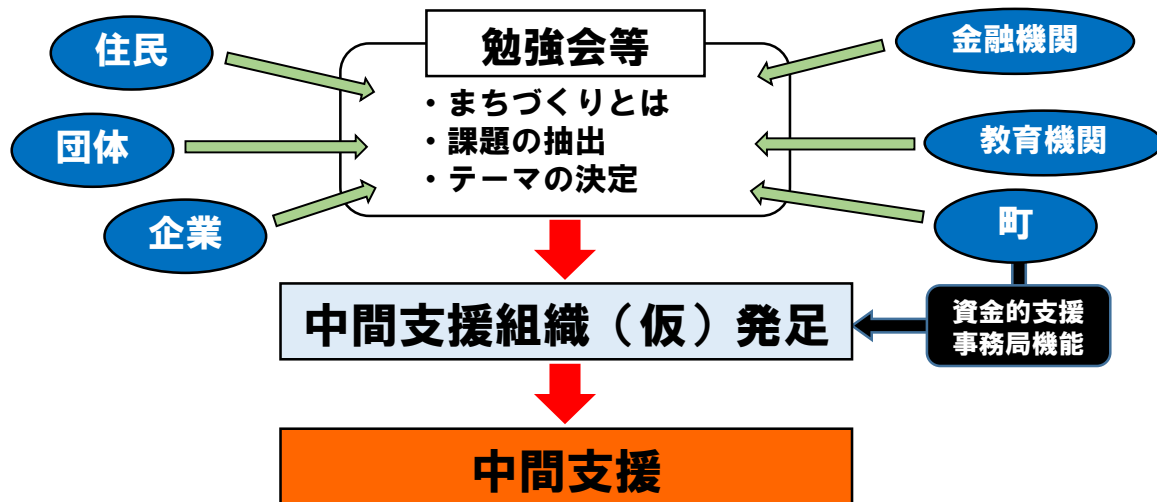 住民
団体
企業
勉強会等
・まちづくりとは
・課題の抽出
・テーマの決定
金融機関
教育機関
町
資金的支援
事務局機能
中間支援組織（仮）発足
中間支援